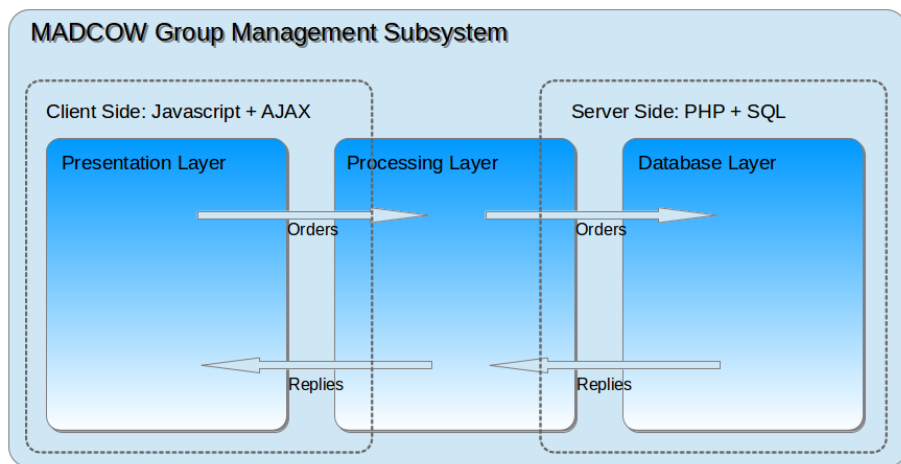 MADCOW Group Management Subsystem
Client Side: Javascript + AJAX
Server Side: PHP + SQL
Presentation Layer
Processing Layer
Database Layer
Orders
Orders
Replies
Replies